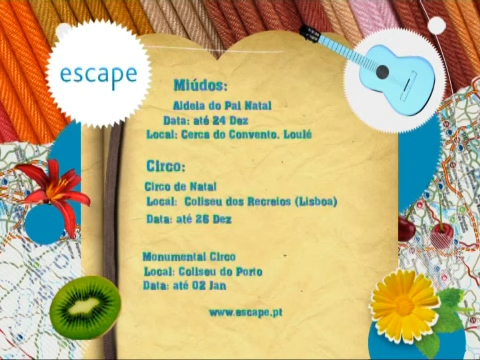 escape
Miúdos:
Aldeia do Pai Natal
Data: até 24 Dez
Local: Cerca do Convento, Loulé
Circo:
Circo de Natal
Local: Coliseu dos Recreios (Lisboa)
Data: até 26 Dez
Monumental Circo
Local: Coliseu do Porto
Data: até 02 Jan
www.escape.pt